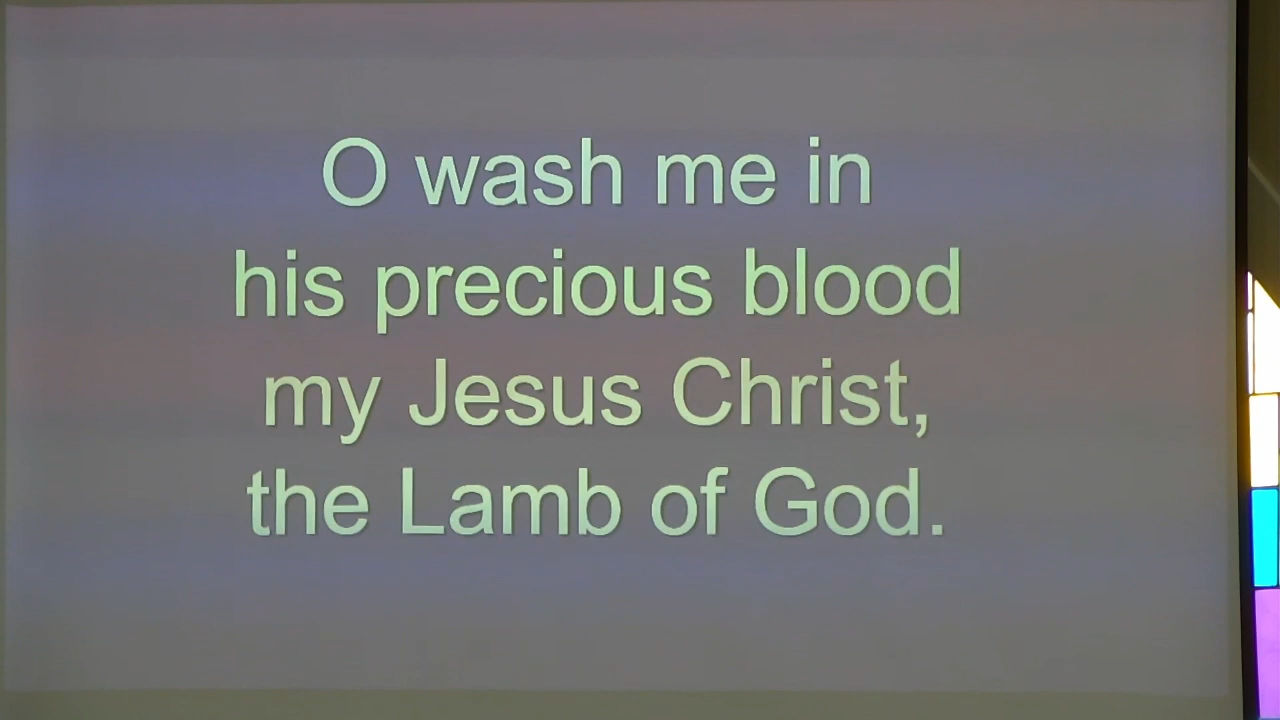 O wash me in
his precious blood
my Jesus Christ,
the Lamb of God.